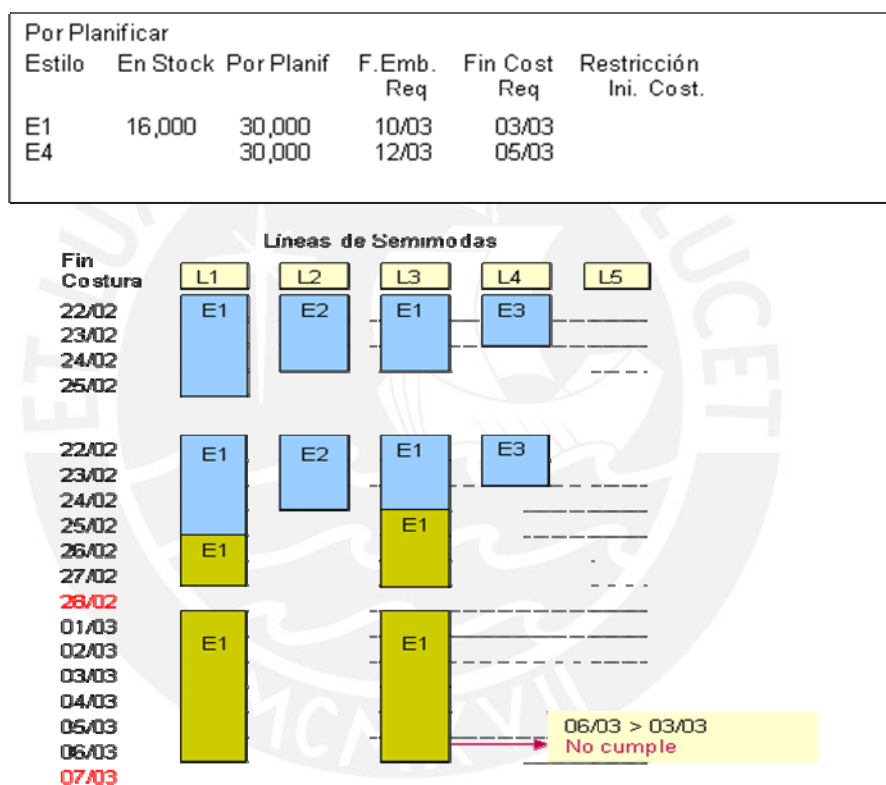 Por Planificar
Estilo En Stock Por Planif F.Emb. Req Fin Cost Req Restricción Ini. Cost.
E1 16,000 30,000 10/03 03/03
E4 30,000 12/03 05/03
Líneas de Semimodas
Fin Costura L1 L2 L3 L4 L5
22/02 E1 E2 E1 E3
23/02
24/02
25/02
22/02 E1 E2 E1 E3
23/02
24/02
25/02 E1
26/02 E1
27/02
28/02
01/03
02/03 E1 E1
03/03
04/03
05/03 06/03 > 03/03
06/03 No cumple
07/03
ET LUCET
MCMXVII